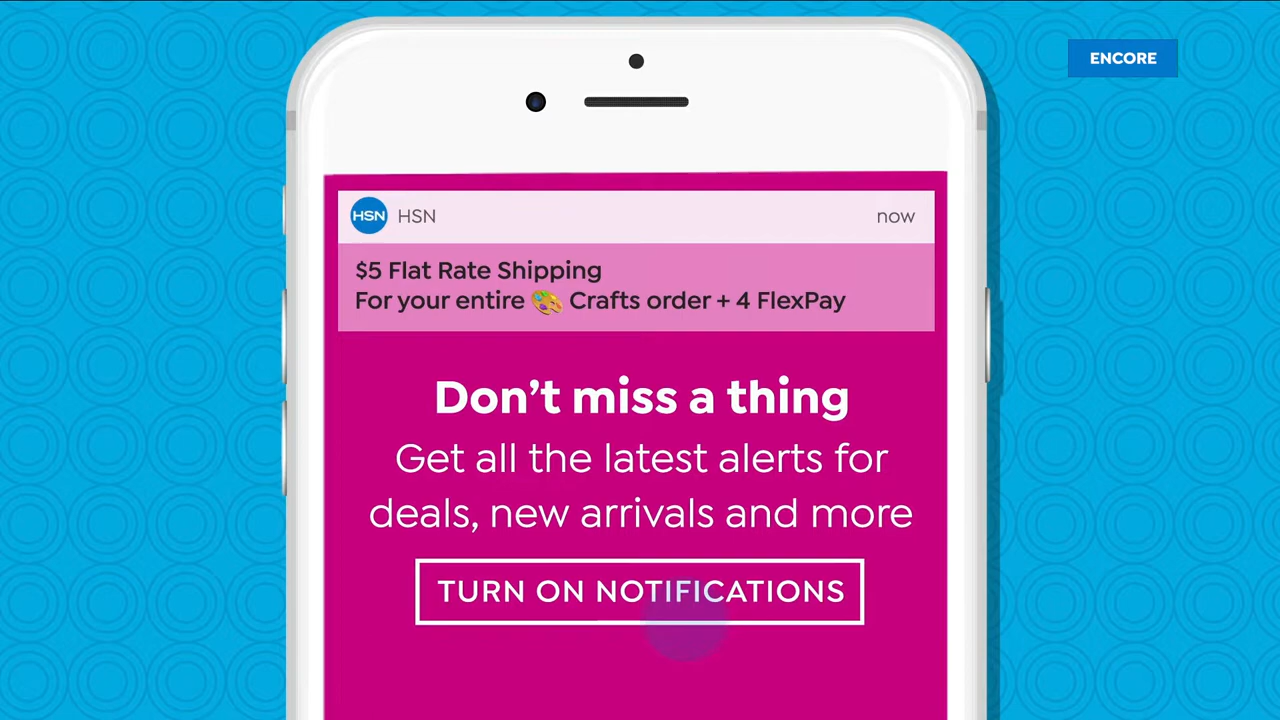 ENCORE
HSN HSN now
$5 Flat Rate Shipping
For your entire 🎨 Crafts order + 4 FlexPay
Don't miss a thing
Get all the latest alerts for
deals, new arrivals and more
TURN ON NOTIFICATIONS